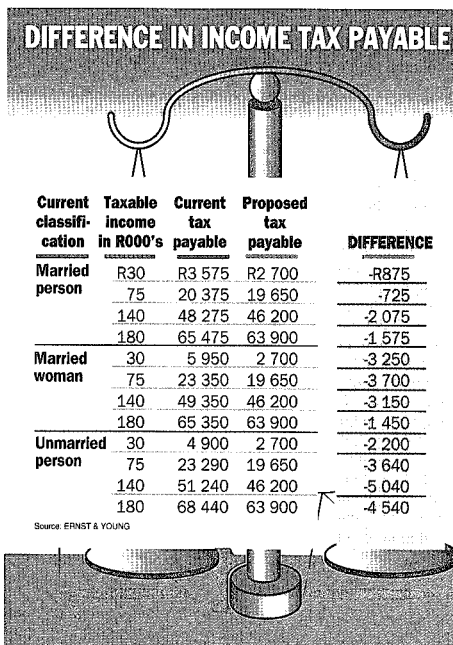 DIFFERENCE IN INCOME TAX PAYABLE
Current Taxable Current Proposed
classifi- income tax tax
cation in R000's payable payable DIFFERENCE
Married R30 R3 575 R2 700 -R875
person 75 20 375 19 650 -725
140 48 275 46 200 -2 075
180 65 475 63 900 -1 575
Married 30 5 950 2 700 -3 250
woman 75 23 350 19 650 -3 700
140 49 350 46 200 -3 150
180 65 350 63 900 -1 450
Unmarried 30 4 900 2 700 -2 200
person 75 23 290 19 650 -3 640
140 51 240 46 200 -5 040
180 68 440 63 900 -4 540
Source: ERNST & YOUNG